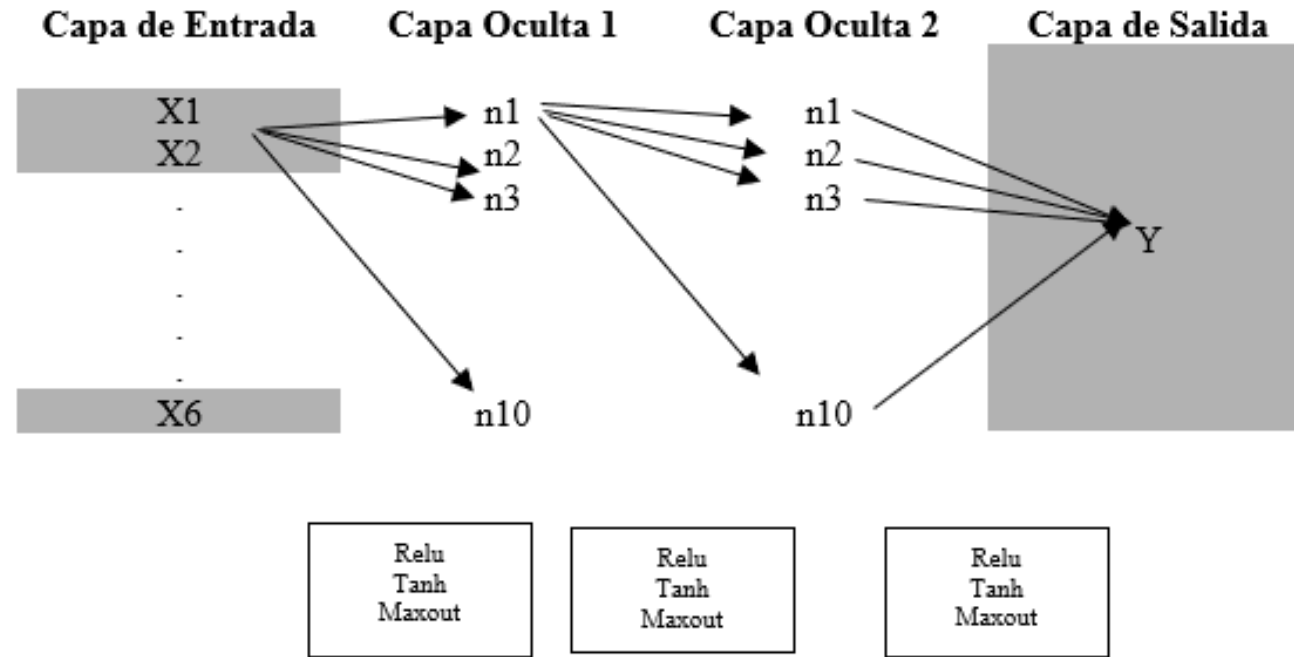 Capa de Entrada Capa Oculta 1 Capa Oculta 2 Capa de Salida
X1 n1 n1
X2 n2 n2
. n3 n3
. Y
.
.
.
X6 n10 n10
Relu Relu Relu
Tanh Tanh Tanh
Maxout Maxout Maxout